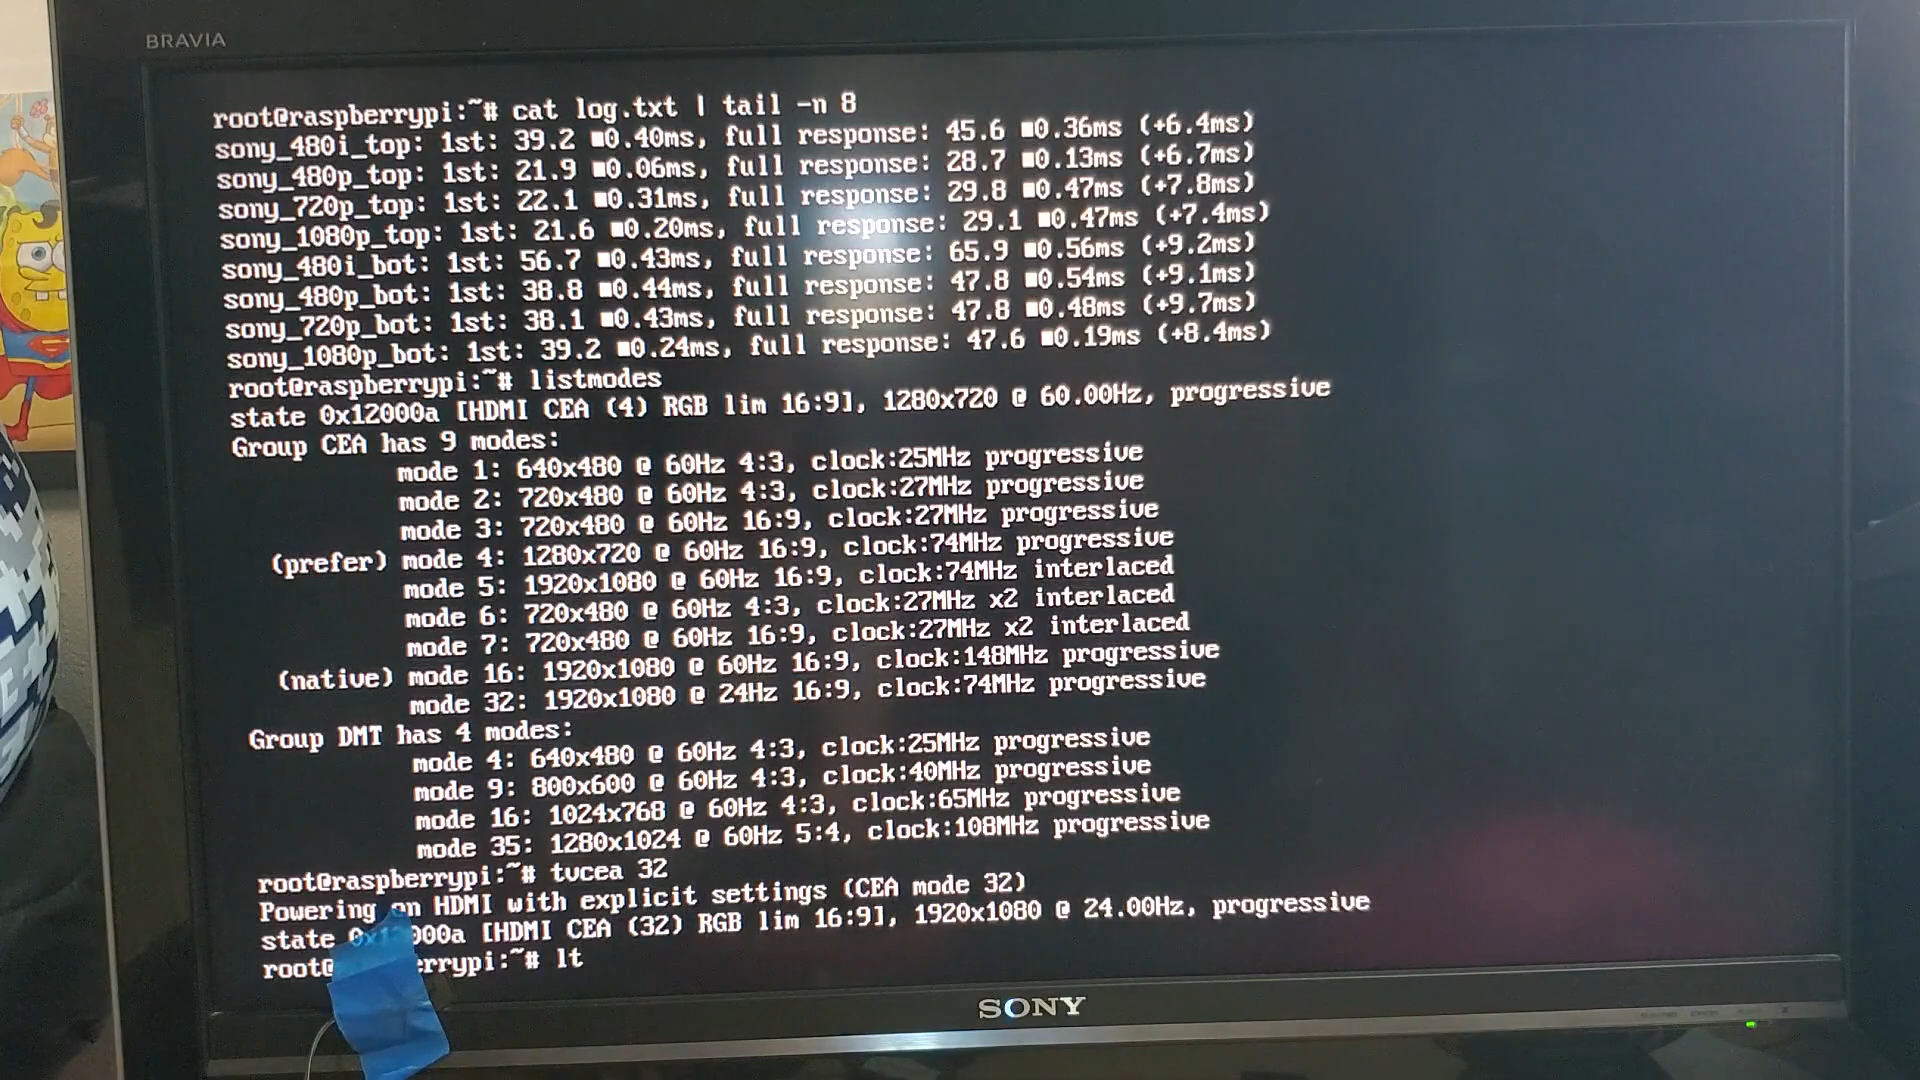 BRAVIA
root@raspberrypi:~# cat log.txt | tail -n 8
sony_480i_top: 1st: 39.2 ■0.40ms, full response: 45.6 ■0.36ms (+6.4ms)
sony_480p_top: 1st: 21.9 ■0.06ms, full response: 28.7 ■0.13ms (+6.7ms)
sony_720p_top: 1st: 22.1 ■0.31ms, full response: 29.8 ■0.47ms (+7.8ms)
sony_1080p_top: 1st: 21.6 ■0.20ms, full response: 29.1 ■0.47ms (+7.4ms)
sony_480i_bot: 1st: 56.7 ■0.43ms, full response: 65.9 ■0.56ms (+9.2ms)
sony_480p_bot: 1st: 38.8 ■0.44ms, full response: 47.8 ■0.54ms (+9.1ms)
sony_720p_bot: 1st: 38.1 ■0.43ms, full response: 47.8 ■0.48ms (+9.7ms)
sony_1080p_bot: 1st: 39.2 ■0.24ms, full response: 47.6 ■0.19ms (+8.4ms)
root@raspberrypi:~# listmodes
state 0x12000a [HDMI CEA (4) RGB lim 16:9], 1280x720 @ 60.00Hz, progressive
Group CEA has 9 modes:
mode 1: 640x480 @ 60Hz 4:3, clock:25MHz progressive
mode 2: 720x480 @ 60Hz 4:3, clock:27MHz progressive
mode 3: 720x480 @ 60Hz 16:9, clock:27MHz progressive
(prefer) mode 4: 1280x720 @ 60Hz 16:9, clock:74MHz progressive
mode 5: 1920x1080 @ 60Hz 16:9, clock:74MHz interlaced
mode 6: 720x480 @ 60Hz 4:3, clock:27MHz x2 interlaced
mode 7: 720x480 @ 60Hz 16:9, clock:27MHz x2 interlaced
(native) mode 16: 1920x1080 @ 60Hz 16:9, clock:148MHz progressive
mode 32: 1920x1080 @ 24Hz 16:9, clock:74MHz progressive
Group DMT has 4 modes:
mode 4: 640x480 @ 60Hz 4:3, clock:25MHz progressive
mode 9: 800x600 @ 60Hz 4:3, clock:40MHz progressive
mode 16: 1024x768 @ 60Hz 4:3, clock:65MHz progressive
mode 35: 1280x1024 @ 60Hz 5:4, clock:108MHz progressive
root@raspberrypi:~# tvcea 32
Powering on HDMI with explicit settings (CEA mode 32)
state 0x12000a [HDMI CEA (32) RGB lim 16:9], 1920x1080 @ 24.00Hz, progressive
root@ errypi:~# lt
SONY